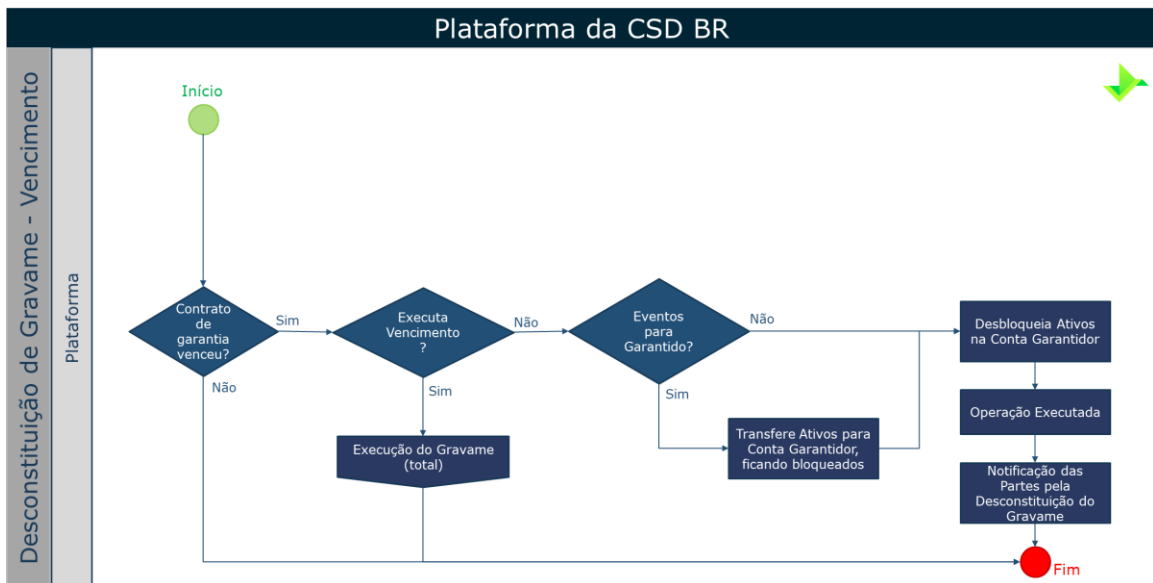 Plataforma da CSD BR
Desconstituição de Gravame - Vencimento
Plataforma
Início
Contrato
de
garantia
venceu?
Sim
Não
Executa
Vencimento
?
Não
Sim
Execução do Gravame
(total)
Eventos
para
Garantido?
Não
Sim
Transfere Ativos para
Conta Garantidor,
ficando bloqueados
Desbloqueia Ativos
na Conta Garantidor
Operação Executada
Notificação das
Partes pela
Desconstituição do
Gravame
Fim